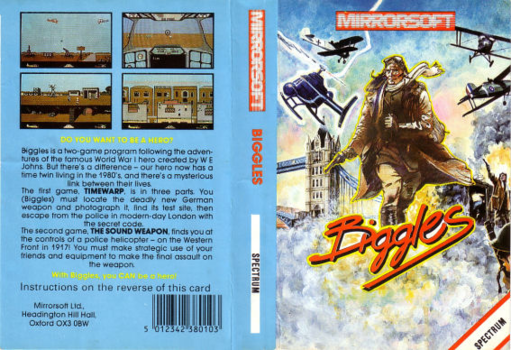 DO YOU WANT TO BE A HERO?
Biggles is a two-game program following the adven-
tures of the famous World War I hero created by W E
Johns. But there's a difference – our hero now has a
time twin living in the 1980's, and there's a mysterious
link between their lives.
The first game, TIMEWARP, is in three parts. You
(Biggles) must locate the deadly new German
weapon and photograph it, find its test site, then
escape from the police in modern-day London with
the secret code.
The second game, THE SOUND WEAPON, finds you at
the controls of a police helicopter – on the Western
Front in 1917! You must make strategic use of your
friends and equipment to make the final assault on
the weapon.
With Biggles, you CAN be a hero!
Instructions on the reverse of this card
Mirrorsoft Ltd.,
Headington Hill Hall,
Oxford OX3 0BW
5 012342 380103
MIRRORSOFT
BIGGLES
SPECTRUM
MIRRORSOFT
Biggles
SPECTRUM